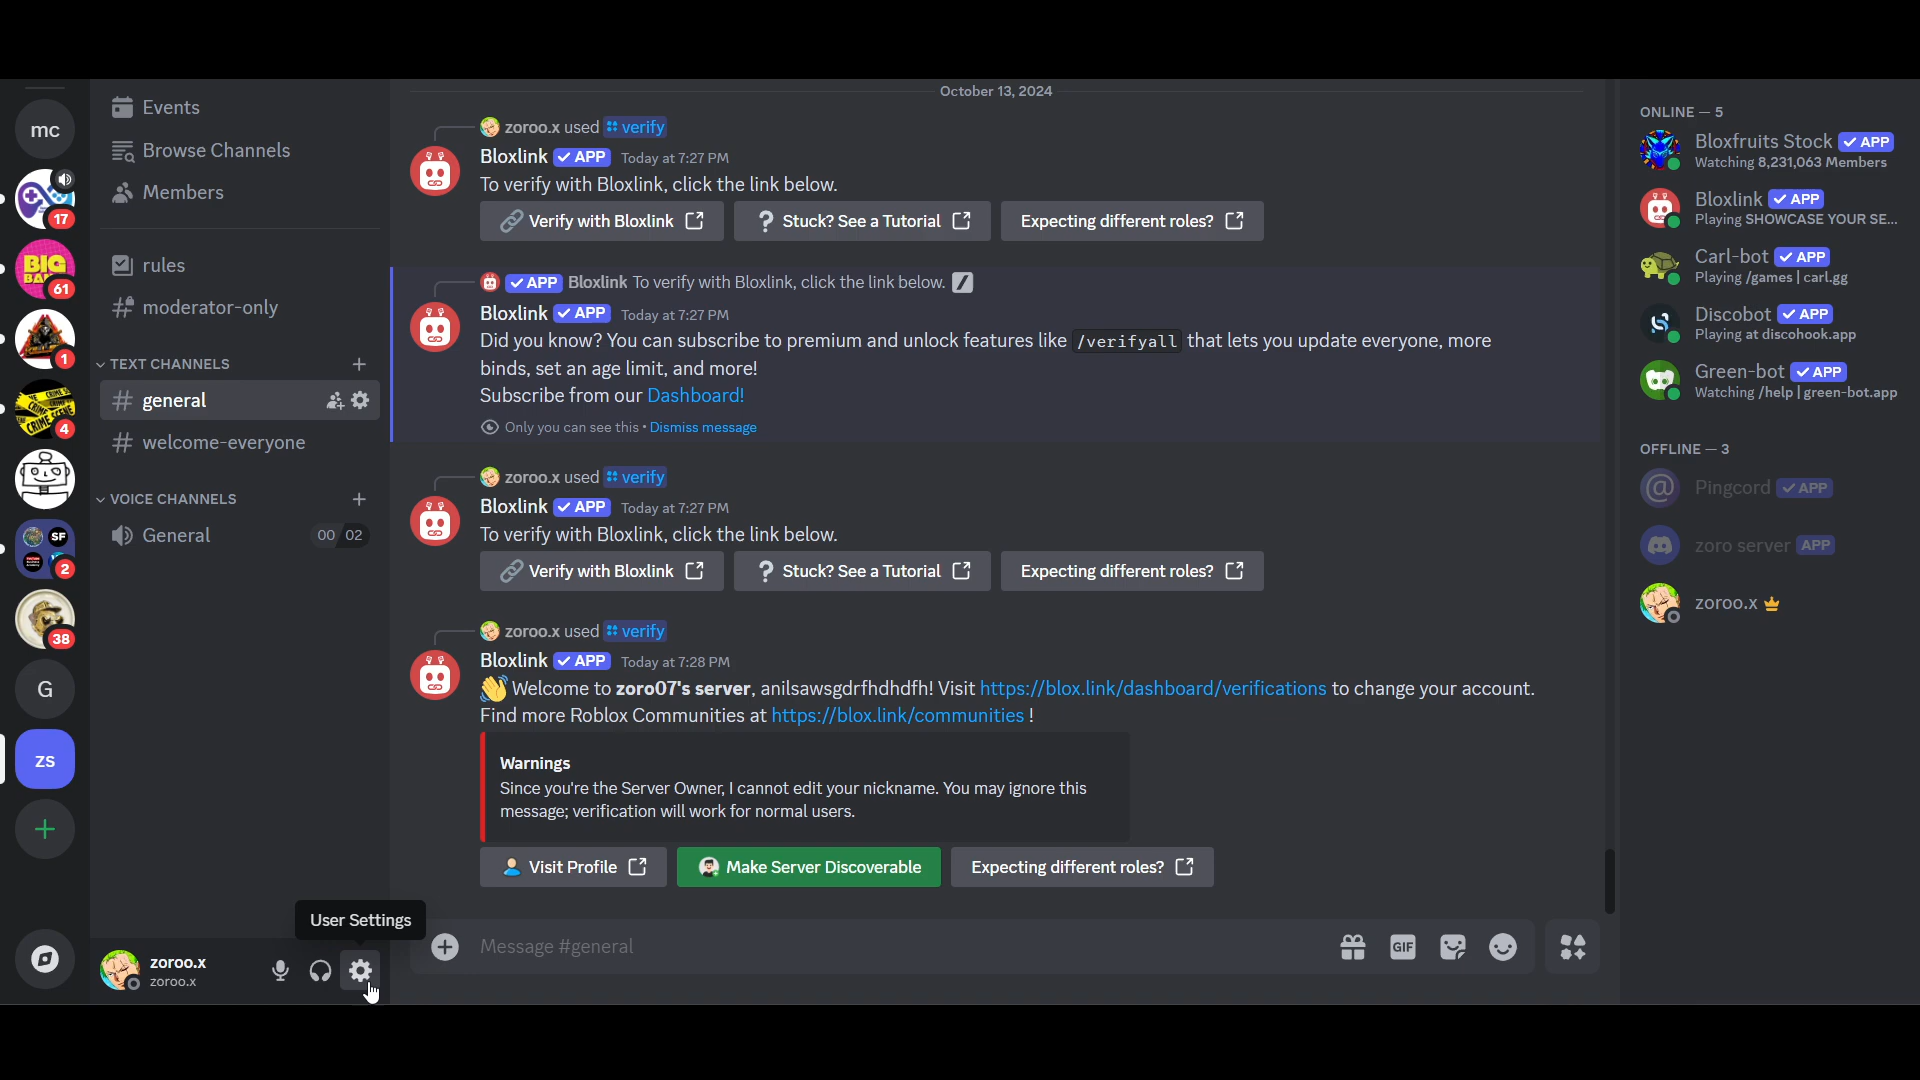 mc
17
BIG
61
1
4
SF
2
38
G
ZS
Events
Browse Channels
Members
rules
moderator-only
TEXT CHANNELS
general
welcome-everyone
VOICE CHANNELS
General
00 02
User Settings
zoroo.x
zoroo.x
October 13, 2024
zoroo.x used verify
Bloxlink APP Today at 7:27 PM
To verify with Bloxlink, click the link below.
Verify with Bloxlink
? Stuck? See a Tutorial
Expecting different roles?
APP Bloxlink To verify with Bloxlink, click the link below.
Bloxlink APP Today at 7:27 PM
Did you know? You can subscribe to premium and unlock features like /verifyall that lets you update everyone, more
binds, set an age limit, and more!
Subscribe from our Dashboard!
Only you can see this • Dismiss message
zoroo.x used verify
Bloxlink APP Today at 7:27 PM
To verify with Bloxlink, click the link below.
Verify with Bloxlink
? Stuck? See a Tutorial
Expecting different roles?
zoroo.x used verify
Bloxlink APP Today at 7:28 PM
Welcome to zoro07's server, anilsawsgdrfhdhdfh! Visit https://blox.link/dashboard/verifications to change your account.
Find more Roblox Communities at https://blox.link/communities !
Warnings
Since you're the Server Owner, I cannot edit your nickname. You may ignore this
message; verification will work for normal users.
Visit Profile
Make Server Discoverable
Expecting different roles?
Message #general
GIF
ONLINE — 5
Bloxfruits Stock APP
Watching 8,231,063 Members
Bloxlink APP
Playing SHOWCASE YOUR SE...
Carl-bot APP
Playing /games | carl.gg
Discobot APP
Playing at discohook.app
Green-bot APP
Watching /help | green-bot.app
OFFLINE — 3
Pingcord APP
zoro server APP
zoroo.x